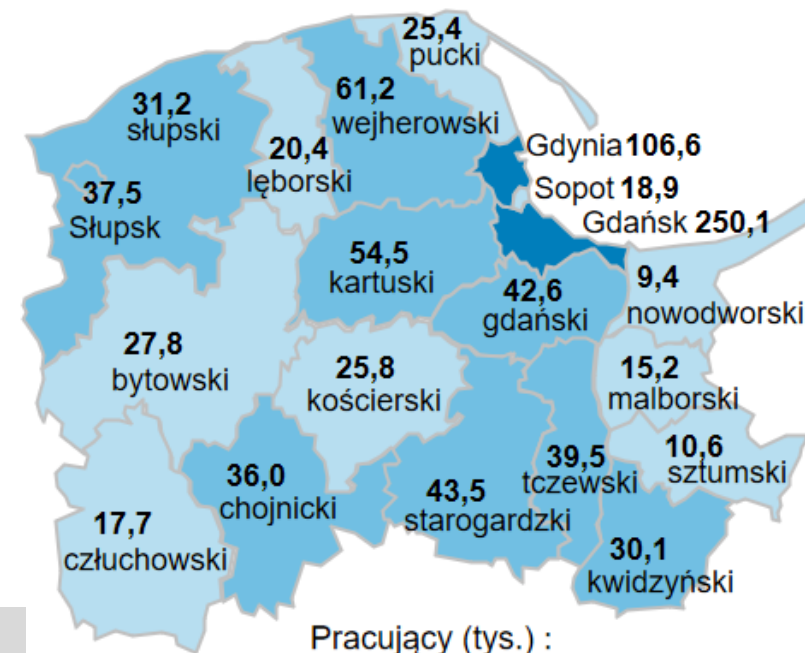 25,4
pucki
31,2
słupski
61,2
wejherowski
20,4
lęborski
Gdynia 106,6
Sopot 18,9
Gdańsk 250,1
37,5
Słupsk
54,5
kartuski
42,6
gdański
9,4
nowodworski
27,8
bytowski
25,8
kościerski
15,2
malborski
10,6
sztumski
36,0
chojnicki
43,5
starogardzki
39,5
tczewski
17,7
człuchowski
30,1
kwidzyński
Pracujący (tys.) :